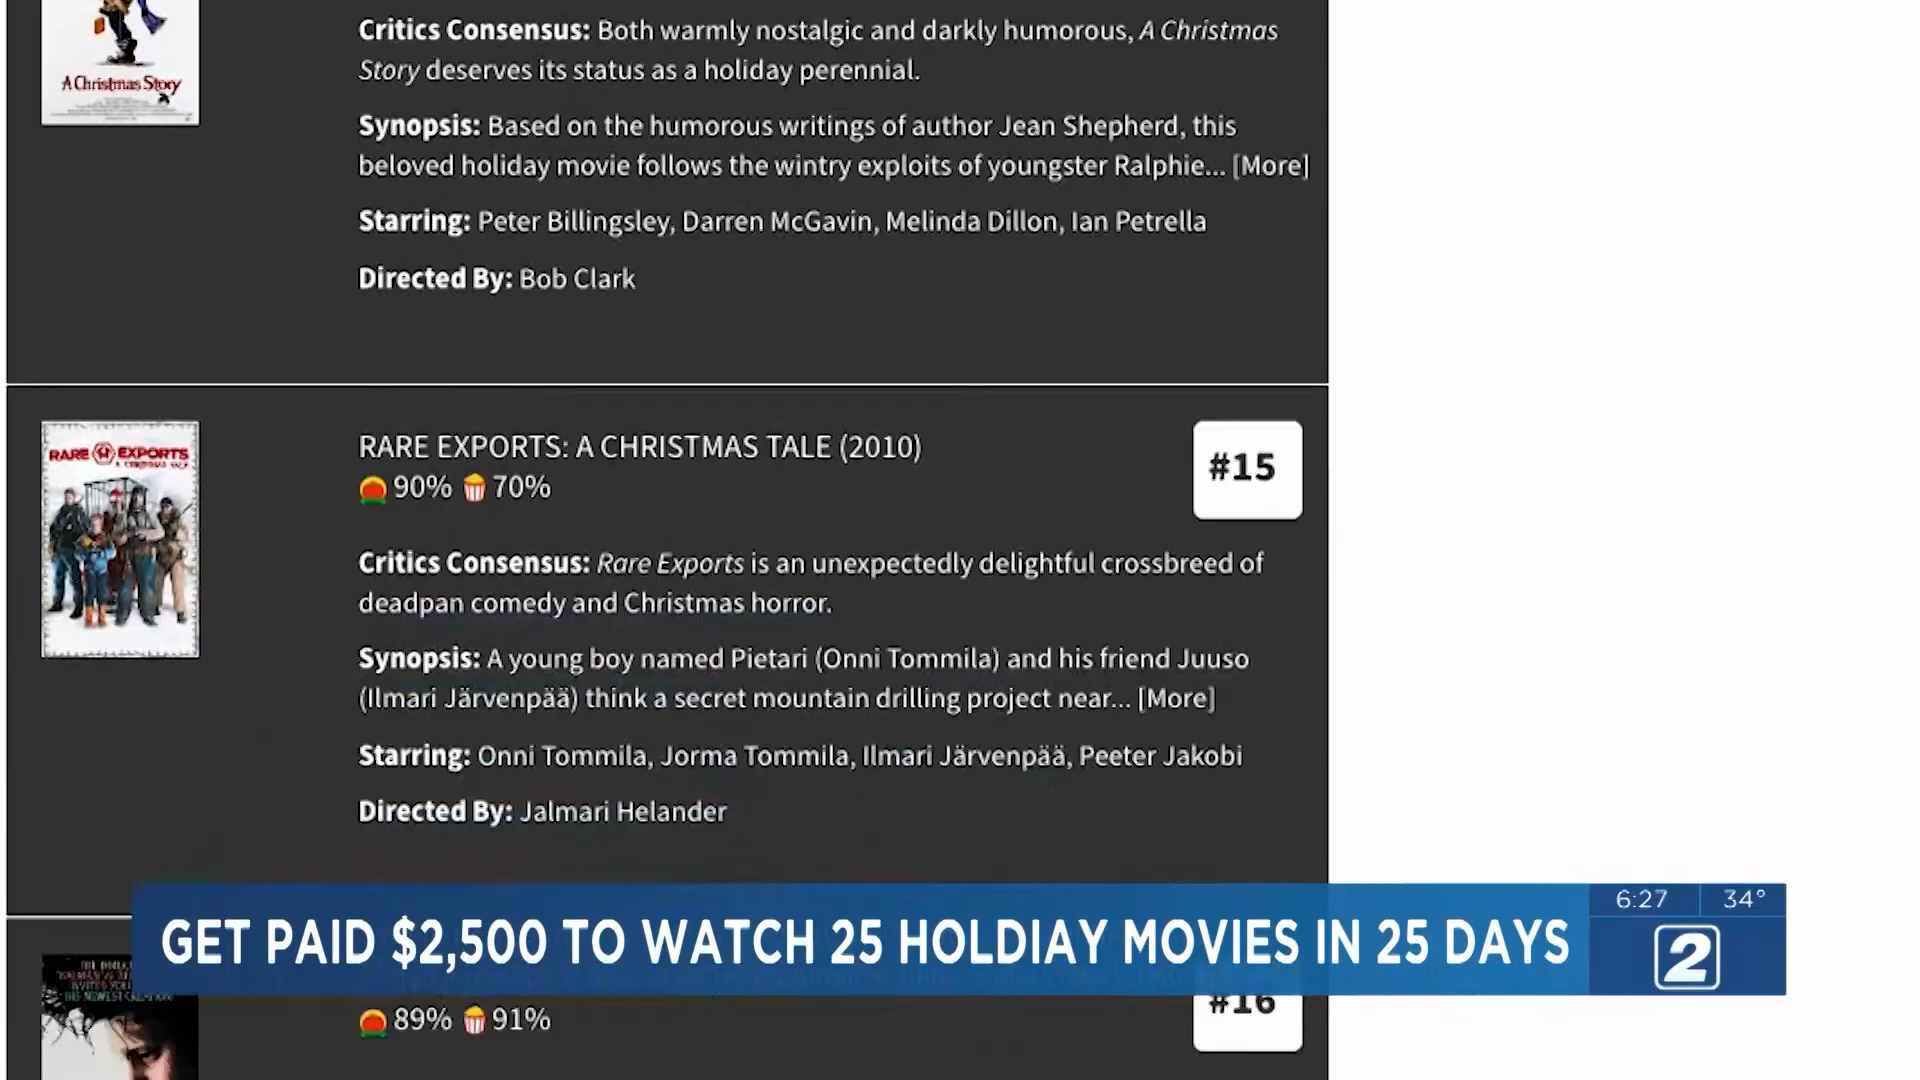 A Christmas Story
Critics Consensus: Both warmly nostalgic and darkly humorous, A Christmas
Story deserves its status as a holiday perennial.
Synopsis: Based on the humorous writings of author Jean Shepherd, this
beloved holiday movie follows the wintry exploits of youngster Ralphie... [More]
Starring: Peter Billingsley, Darren McGavin, Melinda Dillon, Ian Petrella
Directed By: Bob Clark
RARE EXPORTS
A CHRISTMAS TALE
RARE EXPORTS: A CHRISTMAS TALE (2010)
90% 70%
#15
Critics Consensus: Rare Exports is an unexpectedly delightful crossbreed of
deadpan comedy and Christmas horror.
Synopsis: A young boy named Pietari (Onni Tommila) and his friend Juuso
(Ilmari Järvenpää) think a secret mountain drilling project near... [More]
Starring: Onni Tommila, Jorma Tommila, Ilmari Järvenpää, Peeter Jakobi
Directed By: Jalmari Helander
GET PAID $2,500 TO WATCH 25 HOLDIAY MOVIES IN 25 DAYS
6:27 34°
2
#16
89% 91%